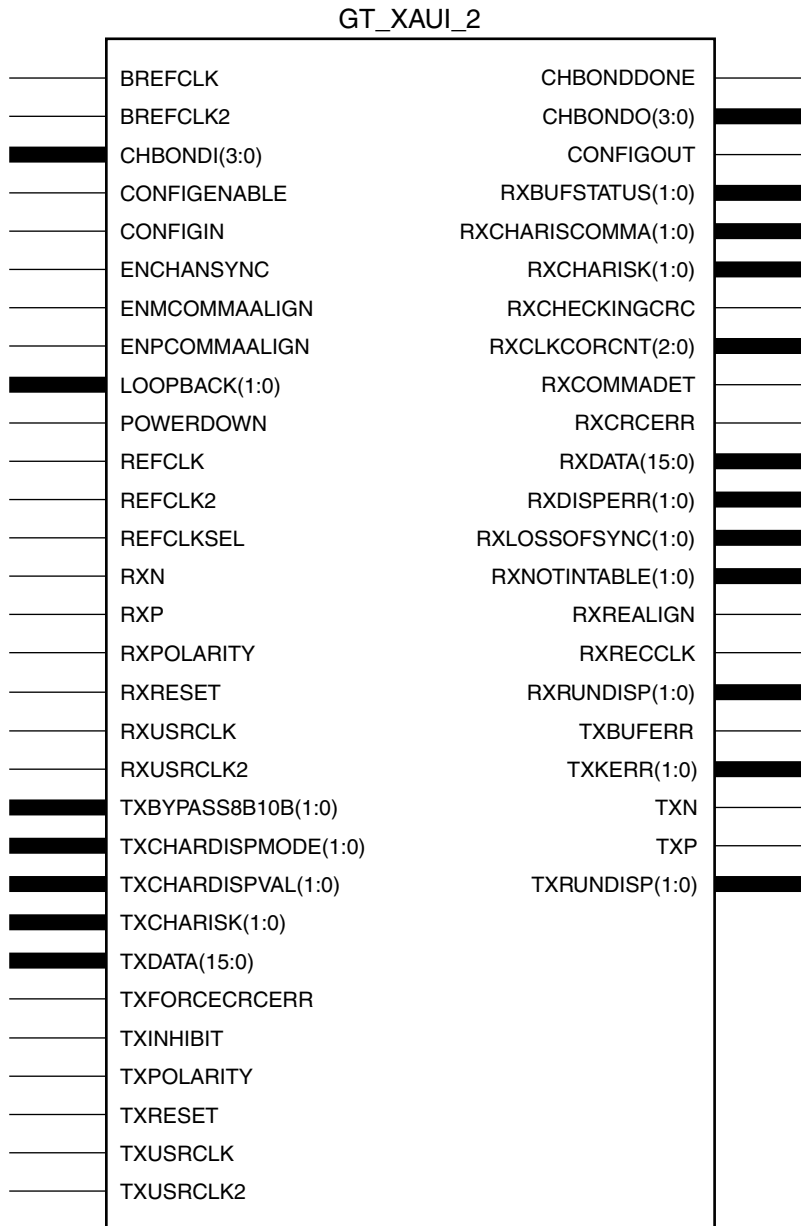 GT_XAUI_2
BREFCLK CHBONDDONE
BREFCLK2 CHBONDO(3:0)
CHBONDI(3:0) CONFIGOUT
CONFIGENABLE RXBUFSTATUS(1:0)
CONFIGIN RXCHARISCOMMA(1:0)
ENCHANSYNC RXCHARISK(1:0)
ENMCOMMAALIGN RXCHECKINGCRC
ENPCOMMAALIGN RXCLKCORCNT(2:0)
LOOPBACK(1:0) RXCOMMADET
POWERDOWN RXCRCERR
REFCLK RXDATA(15:0)
REFCLK2 RXDISPERR(1:0)
REFCLKSEL RXLOSSOFSYNC(1:0)
RXN RXNOTINTABLE(1:0)
RXP RXREALIGN
RXPOLARITY RXRECCLK
RXRESET RXRUNDISP(1:0)
RXUSRCLK TXBUFERR
RXUSRCLK2 TXKERR(1:0)
TXBYPASS8B10B(1:0) TXN
TXCHARDISPMODE(1:0) TXP
TXCHARDISPVAL(1:0) TXRUNDISP(1:0)
TXCHARISK(1:0)
TXDATA(15:0)
TXFORCECRCERR
TXINHIBIT
TXPOLARITY
TXRESET
TXUSRCLK
TXUSRCLK2